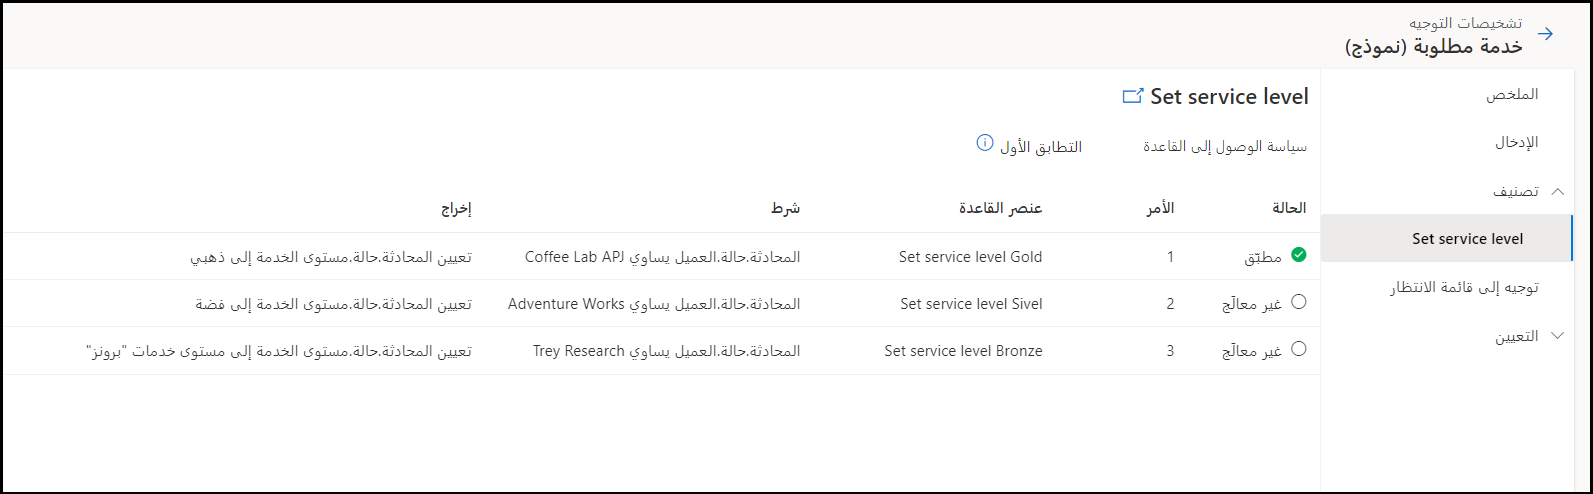 تشخيصات التوجيه
خدمة مطلوبة (نموذج)
الملخص
الإدخال
تصنيف
Set service level
توجيه إلى قائمة الانتظار
التعيين
Set service level
سياسة الوصول إلى القاعدة التطابق الأول
الحالة الأمر عنصر القاعدة شرط إخراج
مطبّق 1 Set service level Gold المحادثة.حالة.العميل يساوي Coffee Lab APJ تعيين المحادثة.حالة.مستوى الخدمة إلى ذهبي
غير معالَج 2 Set service level Sivel المحادثة.حالة.العميل يساوي Adventure Works تعيين المحادثة.حالة.مستوى الخدمة إلى فضة
غير معالَج 3 Set service level Bronze المحادثة.حالة.العميل يساوي Trey Research تعيين المحادثة.حالة.مستوى الخدمة إلى مستوى خدمات "برونز"